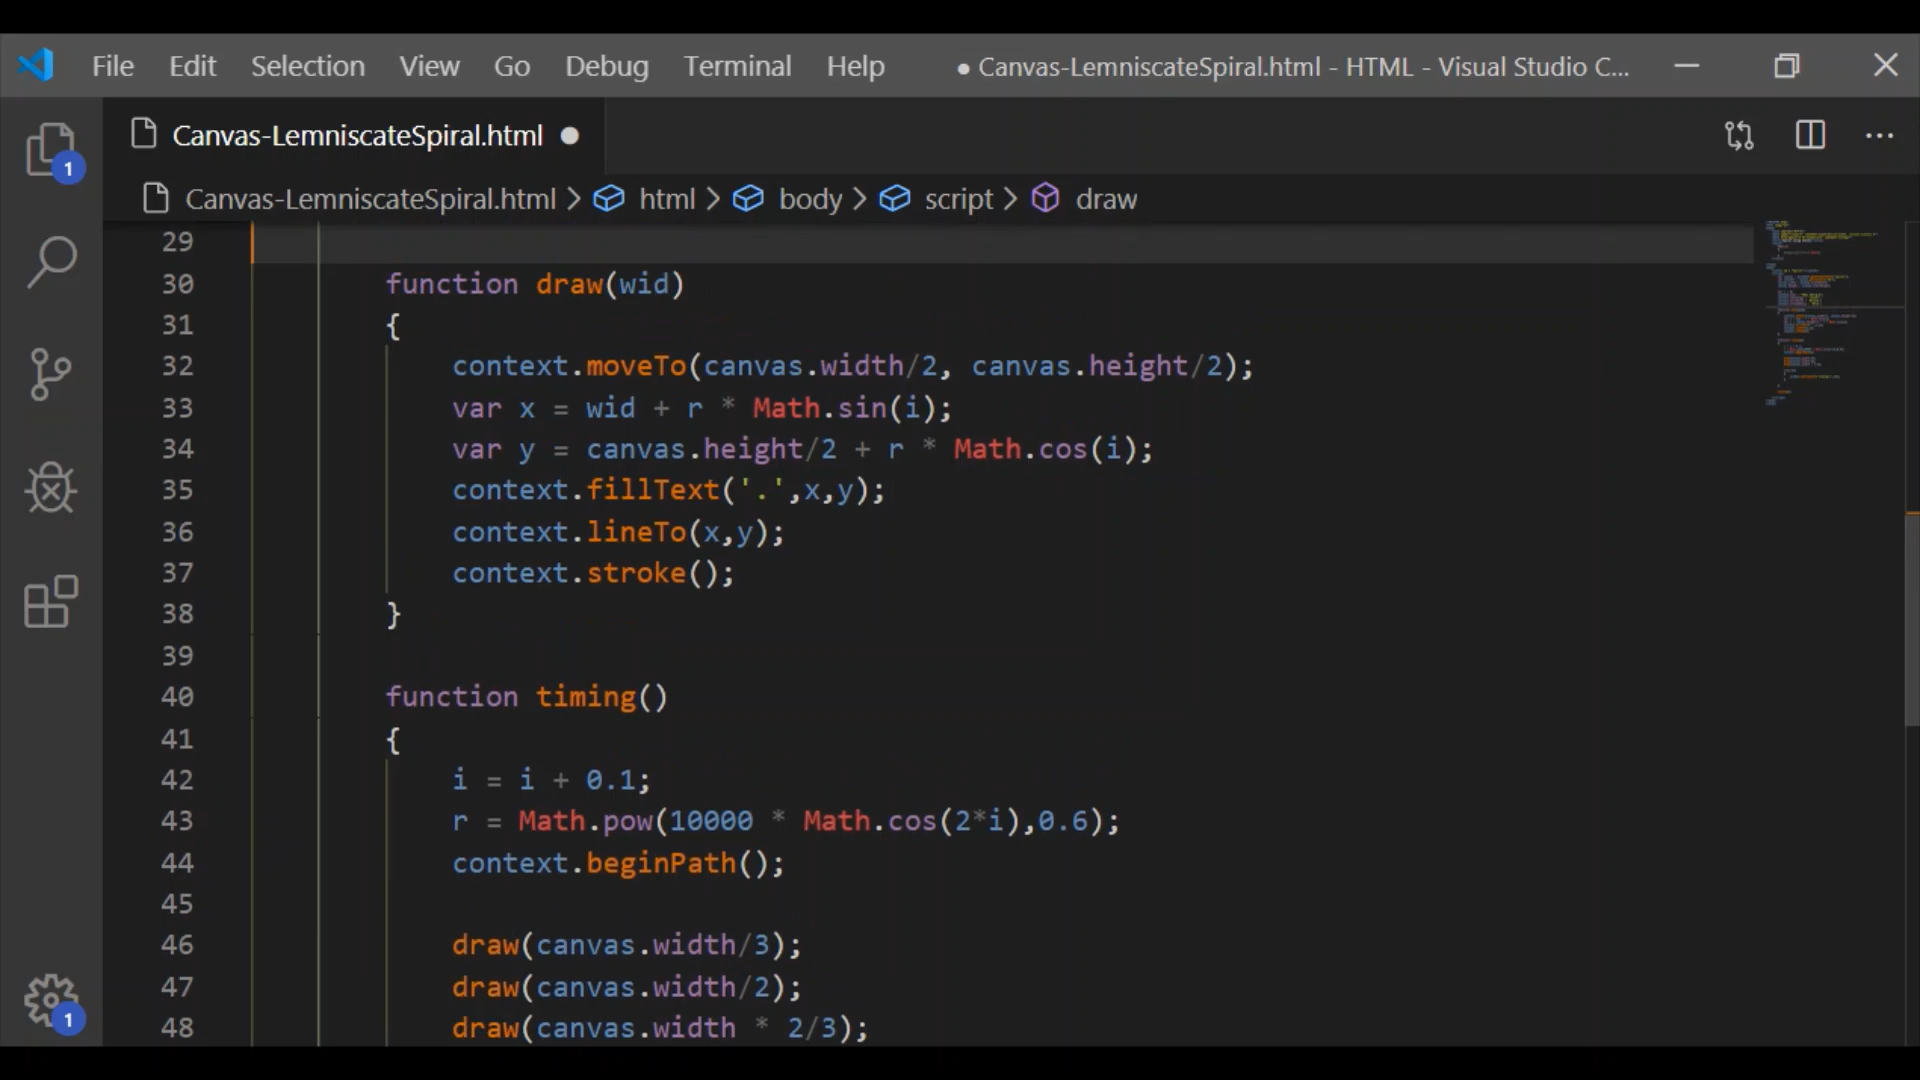 File Edit Selection View Go Debug Terminal Help ● Canvas-LemniscateSpiral.html - HTML - Visual Studio C...
Canvas-LemniscateSpiral.html ●
Canvas-LemniscateSpiral.html > html > body > script > draw
1
29
30 function draw(wid)
31 {
32 context.moveTo(canvas.width/2, canvas.height/2);
33 var x = wid + r * Math.sin(i);
34 var y = canvas.height/2 + r * Math.cos(i);
35 context.fillText('.',x,y);
36 context.lineTo(x,y);
37 context.stroke();
38 }
39
40 function timing()
41 {
42 i = i + 0.1;
43 r = Math.pow(10000 * Math.cos(2*i),0.6);
44 context.beginPath();
45
46 draw(canvas.width/3);
47 draw(canvas.width/2);
48 draw(canvas.width * 2/3);
1